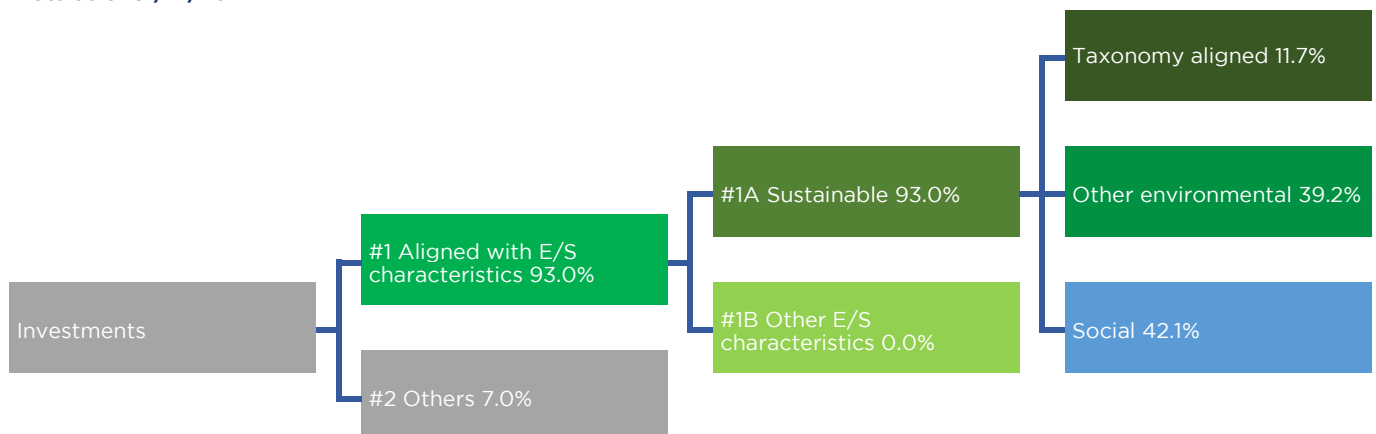 Taxonomy aligned 11.7%
#1A Sustainable 93.0%
Other environmental 39.2%
#1 Aligned with E/S
characteristics 93.0%
Investments
#1B Other E/S
characteristics 0.0%
Social 42.1%
#2 Others 7.0%